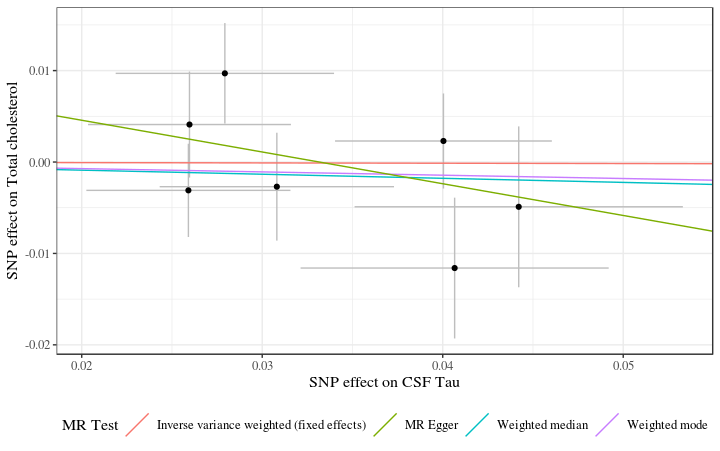 SNP effect on Total cholesterol
0.01
0.00
-0.01
-0.02
0.02 0.03 0.04 0.05
SNP effect on CSF Tau
MR Test Inverse variance weighted (fixed effects) MR Egger Weighted median Weighted mode